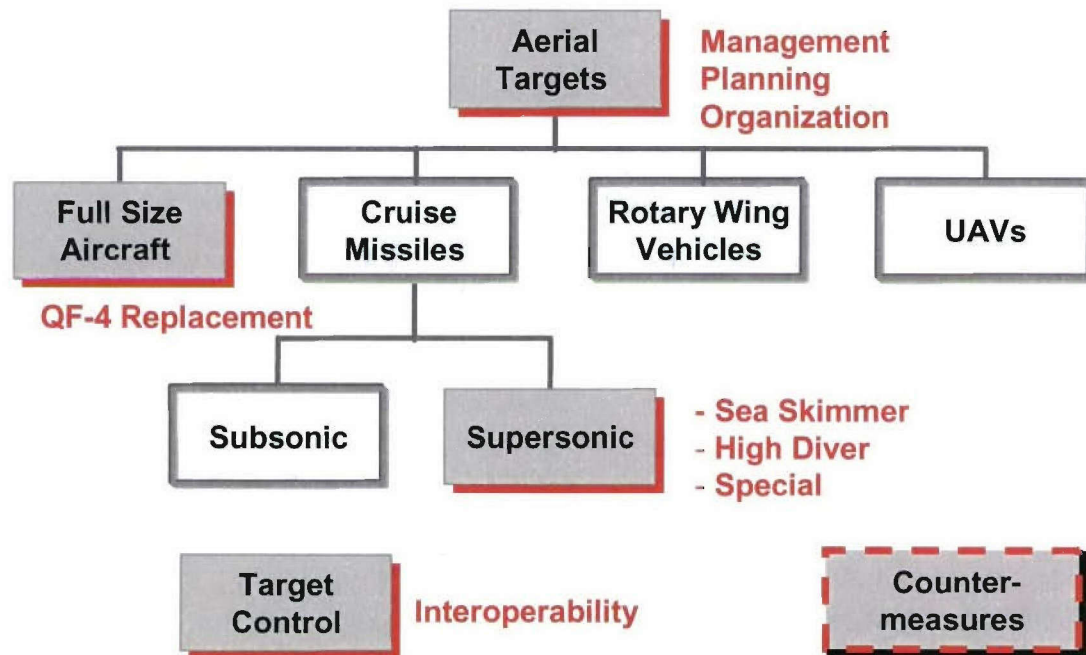 Aerial
Targets
Management
Planning
Organization
Full Size
Aircraft
Cruise
Missiles
Rotary Wing
Vehicles
UAVs
QF-4 Replacement
Subsonic
Supersonic
- Sea Skimmer
- High Diver
- Special
Target
Control
Interoperability
Counter-
measures